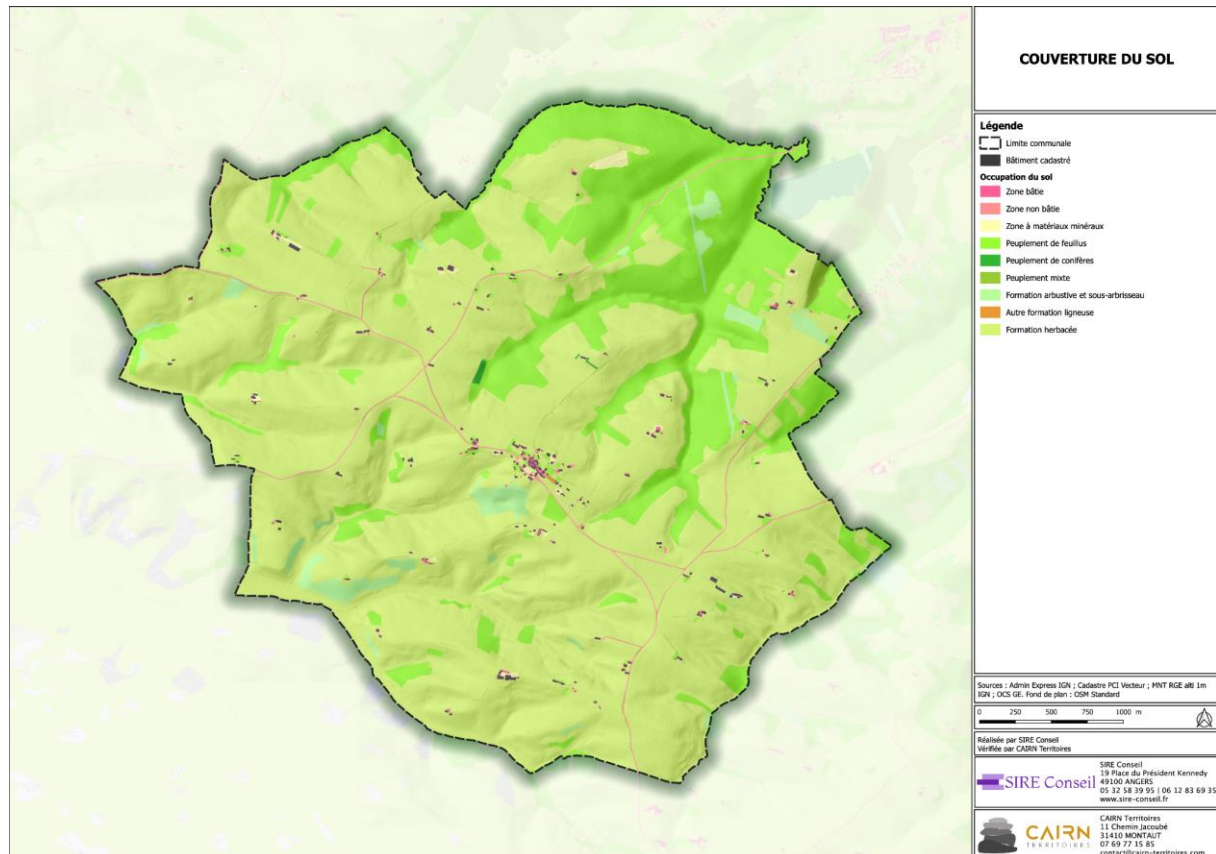 COUVERTURE DU SOL
Légende
Limite communale
Bâtiment cadastré
Occupation du sol
Zone bâtie
Zone non bâtie
Zone à matériaux minéraux
Peuplement de feuillus
Peuplement de conifères
Peuplement mixte
Formation arbustive et sous-arbrisseau
Autre formation ligneuse
Formation herbacée
Sources : Admin Express IGN ; Cadastre PCI Vecteur ; MNT RGE alti 1m
IGN ; OCS GE. Fond de plan : OSM Standard
0 250 500 750 1000 m
Réalisée par SIRE Conseil
Vérifiée par CAIRN Territoires
SIRE Conseil
SIRE Conseil
19 Place du Président Kennedy
49100 ANGERS
05 32 58 39 95 | 06 12 83 69 35
www.sire-conseil.fr
CAIRN
TERRITOIRES
CAIRN Territoires
11 Chemin Jacoubé
31410 MONTAUT
07 69 77 15 85
contact@cairn-territoires.com